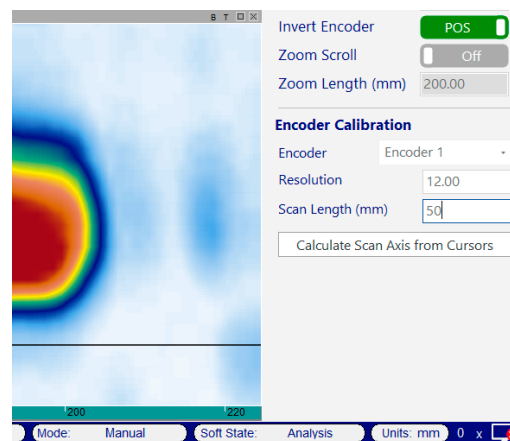 B T
Invert Encoder POS
Zoom Scroll Off
Zoom Length (mm) 200.00
Encoder Calibration
Encoder Encoder 1
Resolution 12.00
Scan Length (mm) 50
Calculate Scan Axis from Cursors
200 220
Mode: Manual Soft State: Analysis Units: mm 0 x